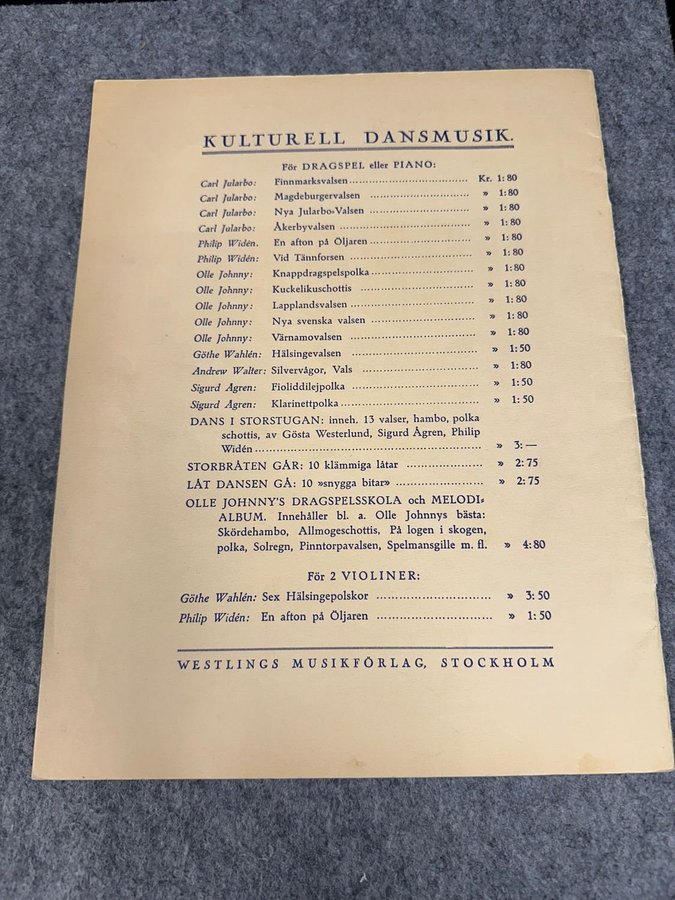 KULTURELL DANSMUSIK.
För DRAGSPEL eller PIANO:
Carl Jularbo: Finnmarksvalsen Kr. 1: 80
Carl Jularbo: Magdeburgervalsen » 1: 80
Carl Jularbo: Nya Jularbo-Valsen » 1: 80
Carl Jularbo: Åkerbyvalsen » 1: 80
Philip Widén. En afton på Öljaren » 1: 80
Philip Widén: Vid Tännforsen » 1: 80
Olle Johnny: Knappdragspelspolka » 1: 80
Olle Johnny: Kuckelikuschottis » 1: 80
Olle Johnny: Lapplandsvalsen » 1: 80
Olle Johnny: Nya svenska valsen » 1: 80
Olle Johnny: Värnamovalsen » 1: 80
Göthe Wahlén: Hälsingevalsen » 1: 50
Andrew Walter: Silvervågor, Vals » 1: 80
Sigurd Ågren: Fioliddilejpolka » 1: 50
Sigurd Ågren: Klarinettpolka » 1: 50
DANS I STORSTUGAN: inneh. 13 valser, hambo, polka
schottis, av Gösta Westerlund, Sigurd Ågren, Philip
Widén » 3: —
STORBRÅTEN GÅR: 10 klämmiga låtar » 2: 75
LÅT DANSEN GÅ: 10 »snygga bitar» » 2: 75
OLLE JOHNNY'S DRAGSPELSSKOLA och MELODI-
ALBUM. Innehåller bl. a. Olle Johnnys bästa:
Skördehambo, Allmogeschottis, På logen i skogen,
polka, Solregn, Pinntorpavalsen, Spelmansgille m. fl. » 4: 80
För 2 VIOLINER:
Göthe Wahlén: Sex Hälsingepolskor » 3: 50
Philip Widén: En afton på Öljaren » 1: 50
WESTLINGS MUSIKFÖRLAG, STOCKHOLM